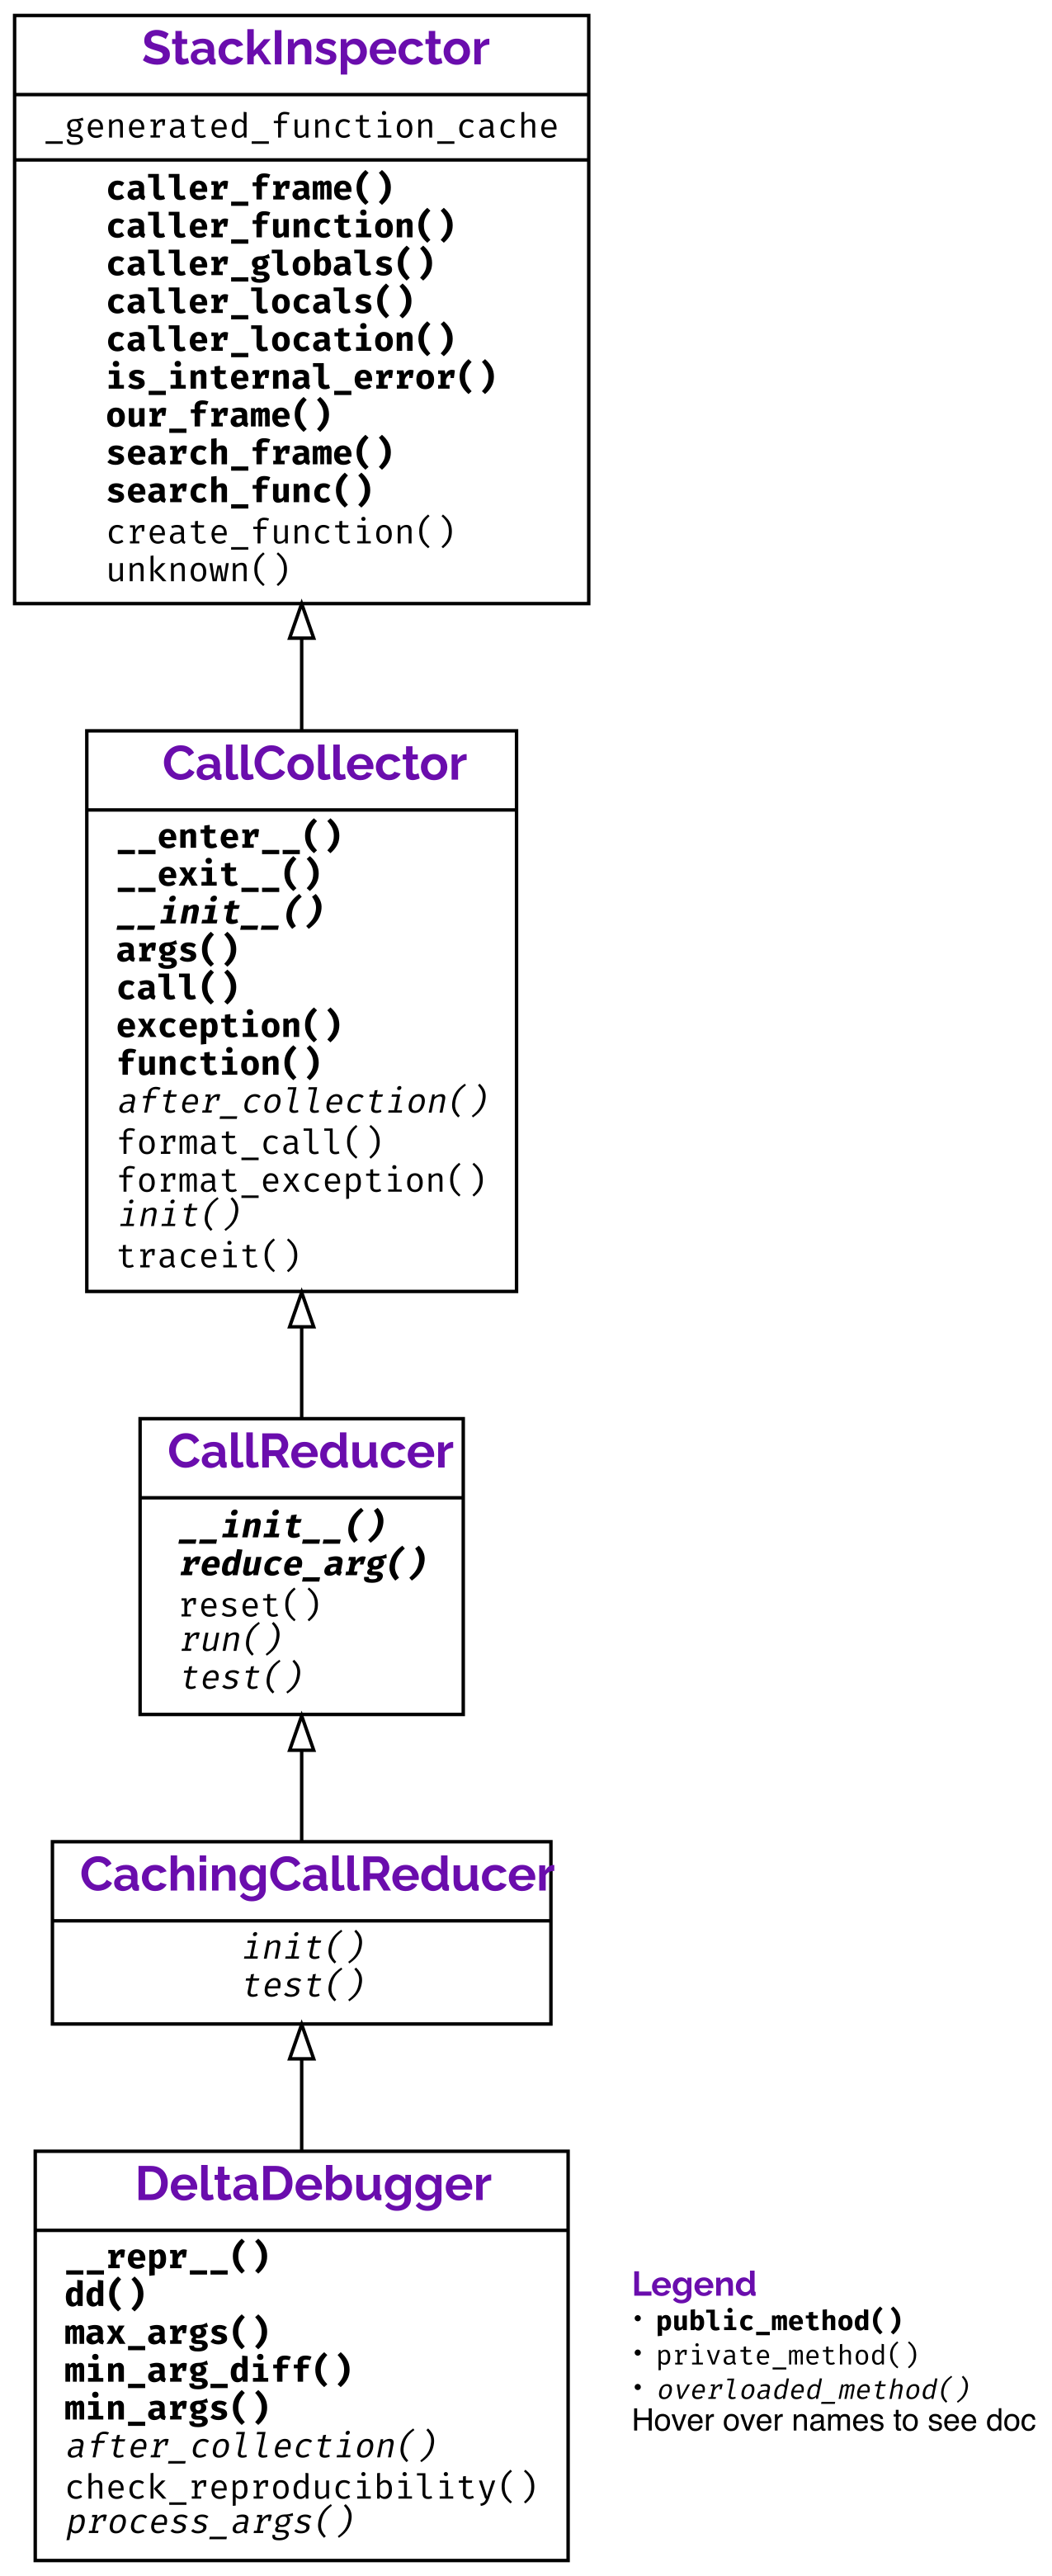 StackInspector
_generated_function_cache
caller_frame()
caller_function()
caller_globals()
caller_locals()
caller_location()
is_internal_error()
our_frame()
search_frame()
search_func()
create_function()
unknown()
CallCollector
__enter__()
__exit__()
__init__()
args()
call()
exception()
function()
after_collection()
format_call()
format_exception()
init()
traceit()
CallReducer
__init__()
reduce_arg()
reset()
run()
test()
CachingCallReducer
init()
test()
DeltaDebugger
__repr__()
dd()
max_args()
min_arg_diff()
min_args()
after_collection()
check_reproducibility()
process_args()
Legend
• public_method()
• private_method()
• overloaded_method()
Hover over names to see doc